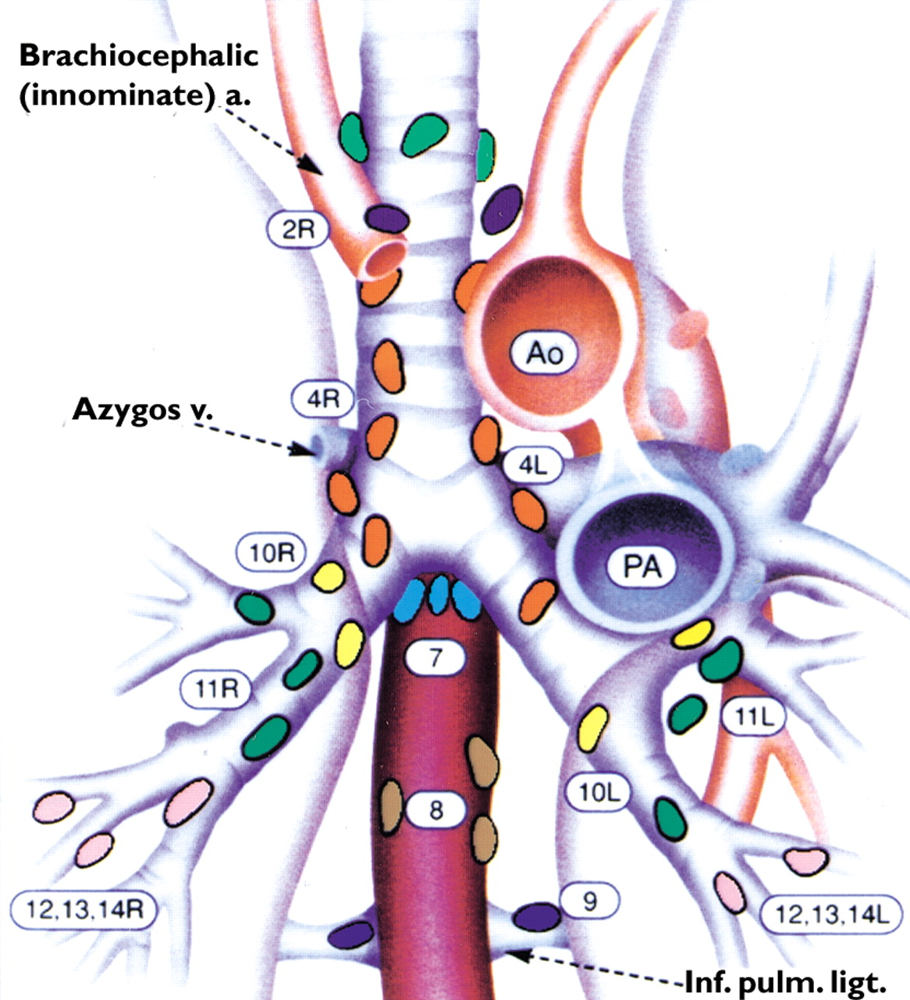 Brachiocephalic
(innominate) a.
2R
Ao
4R
Azygos v.
4L
10R
PA
7
11R
11L
10L
8
9
12,13,14R
12,13,14L
Inf. pulm. ligt.